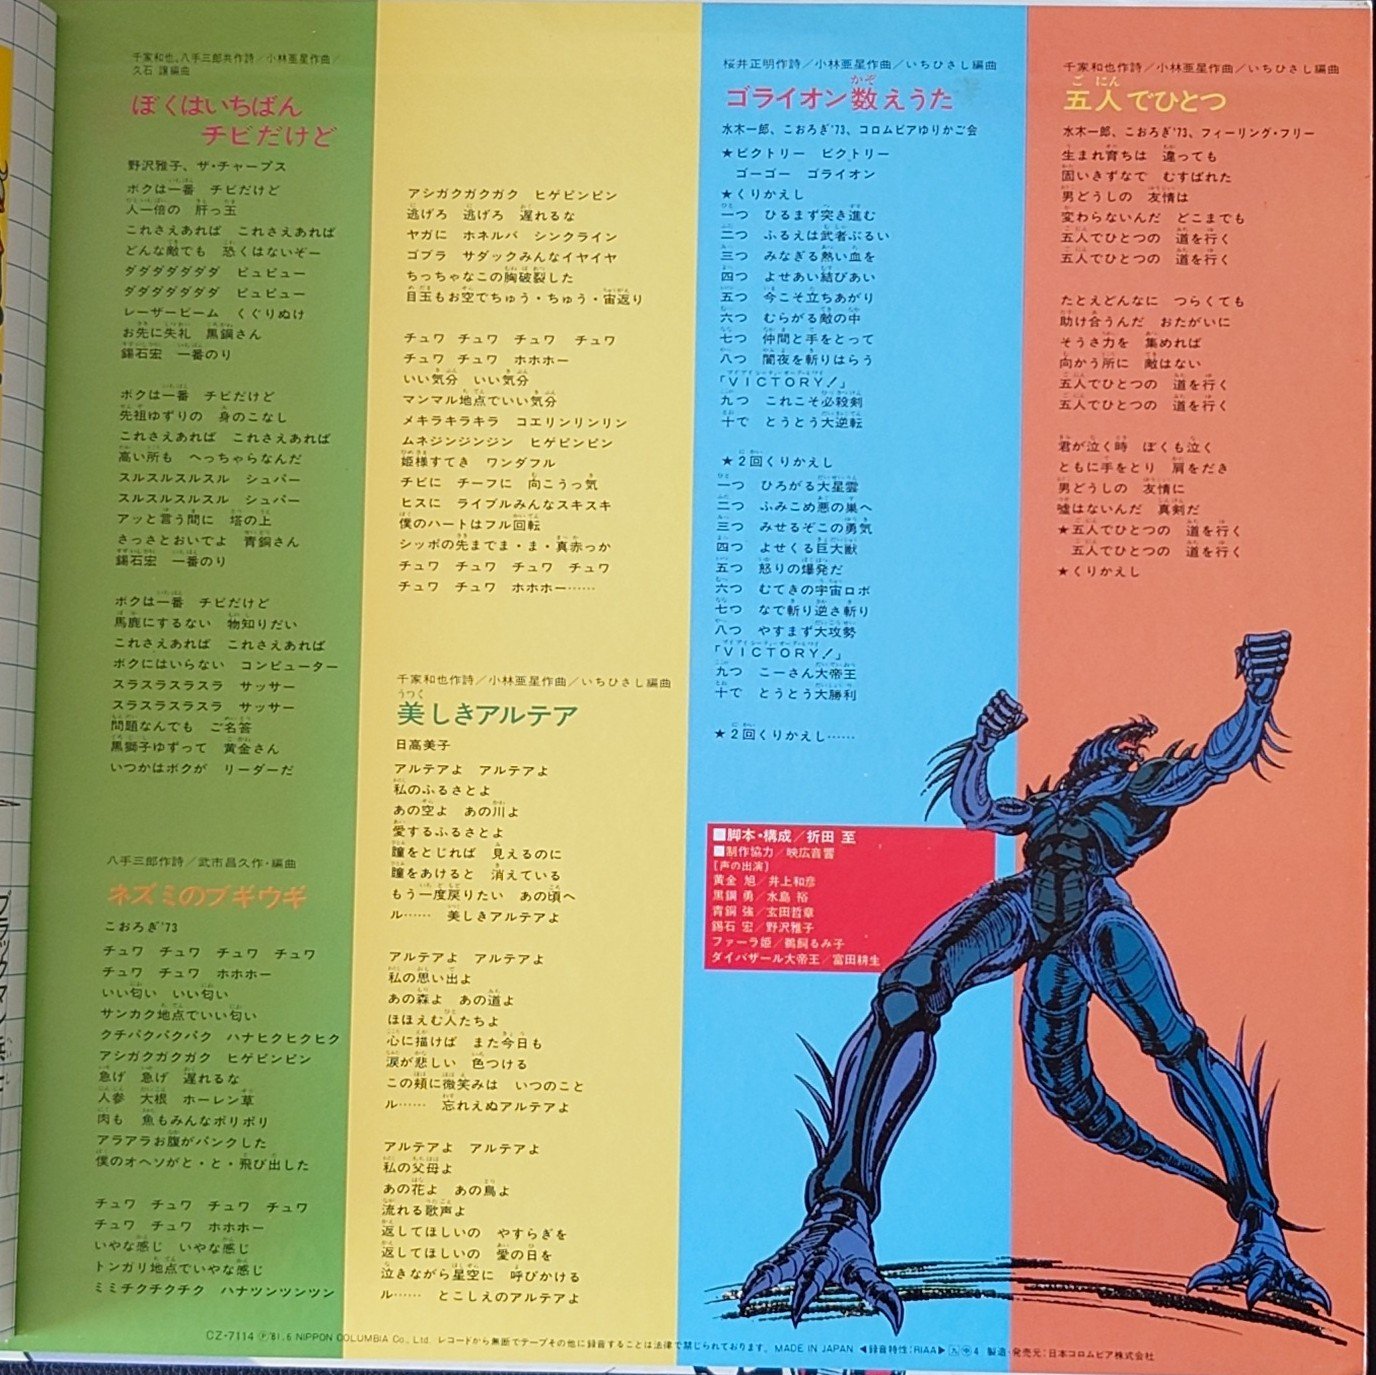 千家和也、八手三郎共作詩／小林亜星作曲／
久石 譲編曲
ぼくはいちばん
チビだけど
野沢雅子、ザ・チャープス
ボクは一番 チビだけど
人一倍の 肝っ玉
これさえあれば これさえあれば
どんな敵でも 恐くはないぞー
ダダダダダダダ ピュピュー
ダダダダダダダ ピュピュー
レーザービーム くぐりぬけ
お先に失礼 黒鋼さん
錫石宏 一番のり
ボクは一番 チビだけど
先祖ゆずりの 身のこなし
これさえあれば これさえあれば
高い所も へっちゃらなんだ
スルスルスルスル シュパー
スルスルスルスル シュパー
アッと言う間に 塔の上
さっさとおいでよ 青銅さん
錫石宏 一番のり
ボクは一番 チビだけど
馬鹿にするない 物知りだい
これさえあれば これさえあれば
ボクにはいらない コンピューター
スラスラスラスラ サッサー
スラスラスラスラ サッサー
問題なんでも ご名答
黒獅子ゆずって 黄金さん
いつかはボクが リーダーだ
八手三郎作詩／武市昌久作・編曲
ネズミのブギウギ
こおろぎ'73
チュワ チュワ チュワ チュワ
チュワ チュワ ホホホー
いい匂い いい匂い
サンカク地点でいい匂い
クチパクパクパク ハナヒクヒクヒク
アシガクガクガク ヒゲピンピン
急げ 急げ 遅れるな
人参 大根 ホーレン草
肉も 魚もみんなポリポリ
アラアラお腹がパンクした
僕のオヘソがと・と・飛び出した
チュワ チュワ チュワ チュワ
チュワ チュワ ホホホー
いやな感じ いやな感じ
トンガリ地点でいやな感じ
ミミチクチクチク ハナツンツンツン
アシガクガクガク ヒゲピンピン
逃げろ 逃げろ 遅れるな
ヤガに ホネルバ シンクライン
ゴブラ サダックみんなイヤイヤ
ちっちゃなこの胸破裂した
目玉もお空でちゅう・ちゅう・宙返り
チュワ チュワ チュワ チュワ
チュワ チュワ ホホホー
いい気分 いい気分
マンマル地点でいい気分
メキラキラキラ コエリンリンリン
ムネジンジンジン ヒゲピンピン
姫様すてき ワンダフル
チビに チーフに 向こうっ気
ヒスに ライブルみんなスキスキ
僕のハートはフル回転
シッポの先までま・ま・真赤っか
チュワ チュワ チュワ チュワ
チュワ チュワ ホホホー……
千家和也作詩／小林亜星作曲／いちひさし編曲
美しきアルテア
日高美子
アルテアよ アルテアよ
私のふるさとよ
あの空よ あの川よ
愛するふるさとよ
瞳をとじれば 見えるのに
瞳をあけると 消えている
もう一度戻りたい あの頃へ
ル…… 美しきアルテアよ
アルテアよ アルテアよ
私の思い出よ
あの森よ あの道よ
ほほえむ人たちよ
心に描けば また今日も
涙が悲しい 色つける
この頬に微笑みは いつのこと
ル…… 忘れえぬアルテアよ
アルテアよ アルテアよ
私の父母よ
あの花よ あの鳥よ
流れる歌声よ
返してほしいの やすらぎを
返してほしいの 愛の日を
泣きながら星空に 呼びかける
ル…… とこしえのアルテアよ
桜井正明作詩／小林亜星作曲／いちひさし編曲
ゴライオン数えうた
水木一郎、こおろぎ'73、コロムビアゆりかご会
★ビクトリー ビクトリー
ゴーゴー ゴライオン
★くりかえし
一つ ひるまず突き進む
二つ ふるえは武者ぶるい
三つ みなぎる熱い血を
四つ よせあい結びあい
五つ 今こそ立ちあがり
六つ むらがる敵の中
七つ 仲間と手をとって
八つ 闇夜を斬りはらう
「VICTORY!」
九つ これこそ必殺剣
十で とうとう大逆転
★2回くりかえし
一つ ひろがる大星雲
二つ ふみこめ悪の巣へ
三つ みせるぞこの勇気
四つ よせくる巨大獣
五つ 怒りの爆発だ
六つ むてきの宇宙ロボ
七つ なで斬り逆さ斬り
八つ やすまず大攻勢
「VICTORY!」
九つ こーさん大帝王
十で とうとう大勝利
★2回くりかえし……
■脚本・構成／折田 至
■制作協力／映広音響
[声の出演]
黄金 旭／井上和彦
黒鋼 勇／水島 裕
青銅 強／玄田哲章
錫石 宏／野沢雅子
ファーラ姫／鵜飼るみ子
ダイバザール大帝王／富田耕生
千家和也作詩／小林亜星作曲／いちひさし編曲
五人でひとつ
水木一郎、こおろぎ'73、フィーリング・フリー
生まれ育ちは 違っても
固いきずなで むすばれた
男どうしの 友情は
変わらないんだ どこまでも
五人でひとつの 道を行く
五人でひとつの 道を行く
たとえどんなに つらくても
助け合うんだ おたがいに
そうさ力を 集めれば
向かう所に 敵はない
五人でひとつの 道を行く
五人でひとつの 道を行く
君が泣く時 ぼくも泣く
ともに手をとり 肩をだき
男どうしの 友情に
嘘はないんだ 真剣だ
★五人でひとつの 道を行く
五人でひとつの 道を行く
★くりかえし
CZ-7114 Ⓟ'81.6 NIPPON COLUMBIA Co., Ltd. レコードから無断でテープその他に録音することは法律で禁じられております。MADE IN JAPAN ◀録音特性:RIAA▶ 製造・発売元:日本コロムビア株式会社